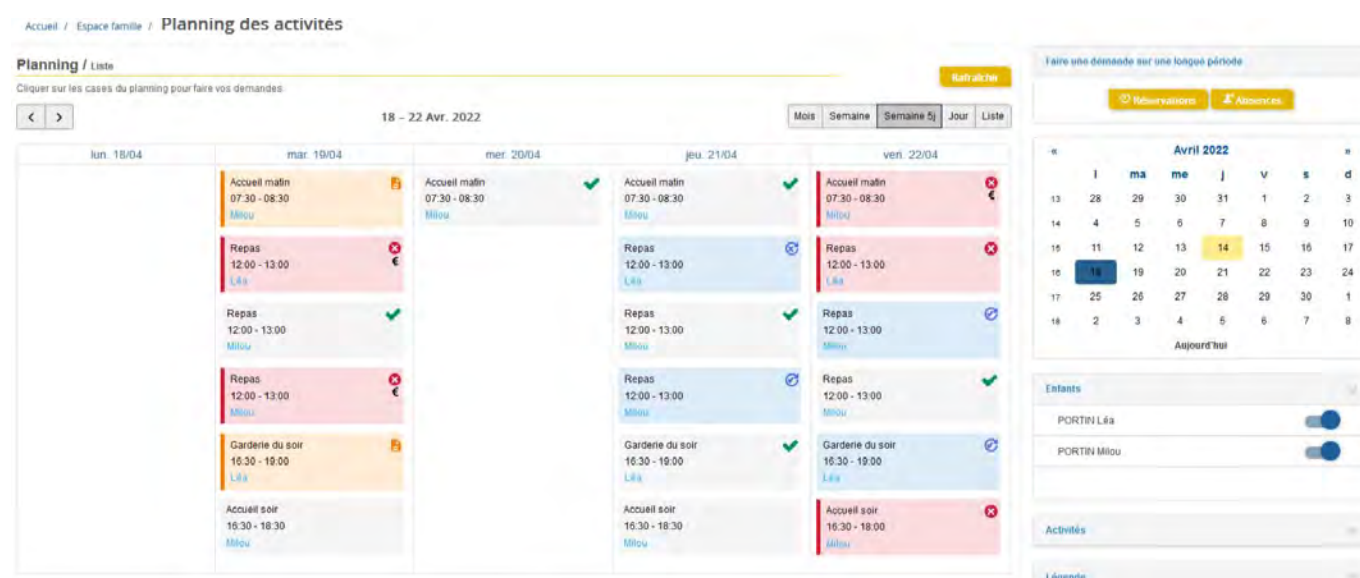 Accueil / Espace famille / Planning des activités
Planning / Liste
Rafraîchir
Cliquer sur les cases du planning pour faire vos demandes.
< >
18 – 22 Avr. 2022
Mois Semaine Semaine 5j Jour Liste
lun. 18/04 mar. 19/04 mer. 20/04 jeu. 21/04 ven. 22/04
Accueil matin
07:30 - 08:30
Milou
Repas
12:00 - 13:00
€
Léa
Repas
12:00 - 13:00
Milou
Repas
12:00 - 13:00
€
Milou
Garderie du soir
16:30 - 19:00
Léa
Accueil soir
16:30 - 18:30
Milou
Accueil matin
07:30 - 08:30
Milou
Accueil matin
07:30 - 08:30
Milou
Repas
12:00 - 13:00
Léa
Repas
12:00 - 13:00
Milou
Repas
12:00 - 13:00
Milou
Garderie du soir
16:30 - 19:00
Léa
Accueil soir
16:30 - 18:30
Milou
Accueil matin
07:30 - 08:30
€
Milou
Repas
12:00 - 13:00
Léa
Repas
12:00 - 13:00
Milou
Repas
12:00 - 13:00
Milou
Garderie du soir
16:30 - 19:00
Léa
Accueil soir
16:30 - 18:00
Milou
Faire une demande sur une longue période
Réservations Absences
« Avril 2022 »
l ma me j v s d
13 28 29 30 31 1 2 3
14 4 5 6 7 8 9 10
15 11 12 13 14 15 16 17
16 18 19 20 21 22 23 24
17 25 26 27 28 29 30 1
18 2 3 4 5 6 7 8
Aujourd'hui
Enfants
PORTIN Léa
PORTIN Milou
Activités
Légende